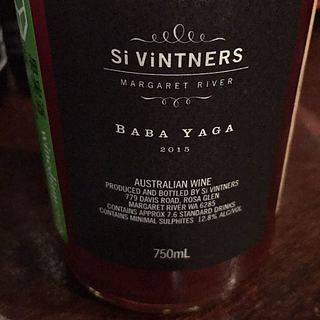 Si ViNTNERS
MARGARET RIVER
BABA YAGA
2015
AUSTRALIAN WINE
PRODUCED AND BOTTLED BY Si VINTNERS
779 DAVIS ROAD, ROSA GLEN
MARGARET RIVER WA 6285
CONTAINS APPROX 7.6 STANDARD DRINKS
CONTAINS MINIMAL SULPHITES 12.8% ALC/VOL
750mL